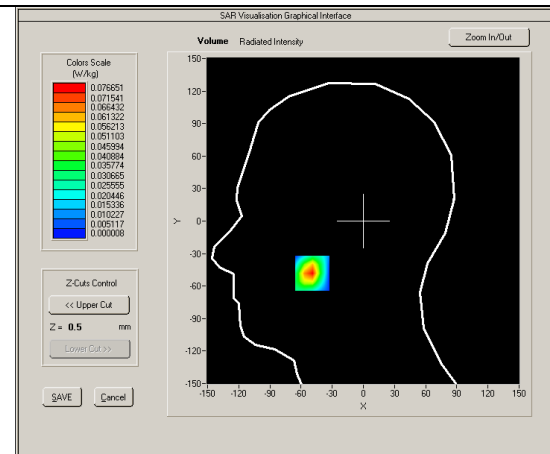 SAR Visualisation Graphical Interface
Volume Radiated Intensity
Zoom In/Out
Colors Scale
(W/kg)
0.076651
0.071541
0.066432
0.061322
0.056213
0.051103
0.045994
0.040884
0.035774
0.030665
0.025555
0.020446
0.015336
0.010227
0.005117
0.000008
Z-Cuts Control
<< Upper Cut
Z = 0.5 mm
Lower Cut >>
SAVE Cancel
150
120
90
60
30
Y 0
-30
-60
-90
-120
-150
-150 -120 -90 -60 -30 0 30 60 90 120 150
X